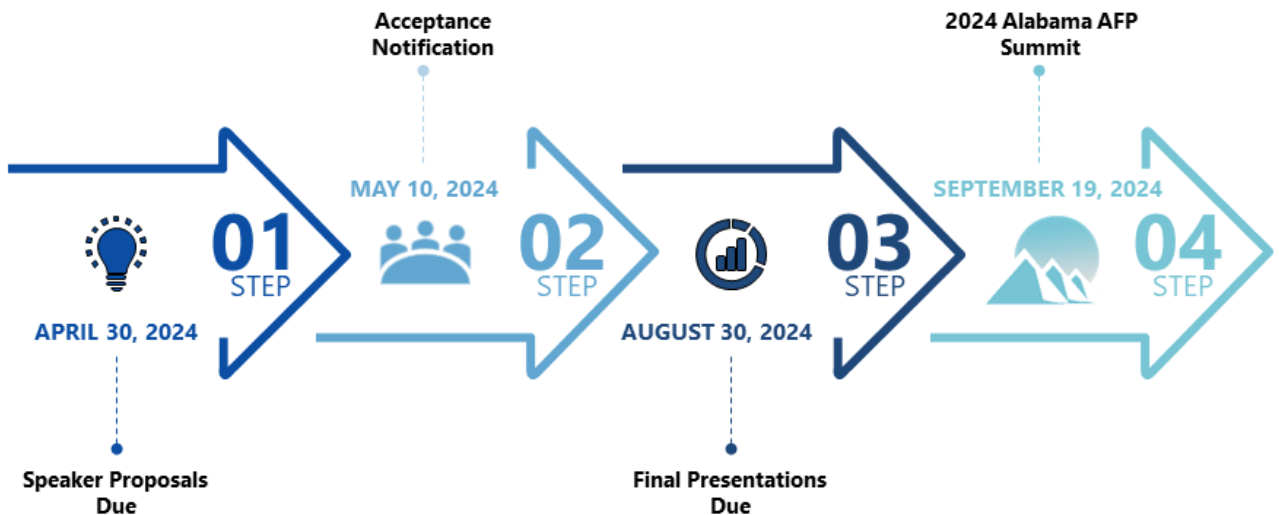 Acceptance
Notification
2024 Alabama AFP
Summit
MAY 10, 2024
SEPTEMBER 19, 2024
01
STEP
02
STEP
03
STEP
04
STEP
APRIL 30, 2024
AUGUST 30, 2024
Speaker Proposals
Due
Final Presentations
Due